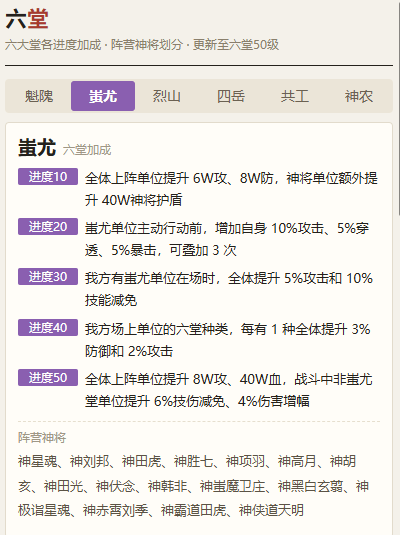 六堂
六大堂各进度加成 · 阵营神将划分 · 更新至六堂50级
魁隗 蚩尤 烈山 四岳 共工 神农
蚩尤 六堂加成
进度10 全体上阵单位提升 6W攻、8W防，神将单位额外提
升 40W神将护盾
进度20 蚩尤单位主动行动前，增加自身 10%攻击、5%穿
透、5%暴击，可叠加 3 次
进度30 我方有蚩尤单位在场时，全体提升 5%攻击和 10%
技能减免
进度40 我方场上单位的六堂种类，每有 1 种全体提升 3%
防御和 2%攻击
进度50 全体上阵单位提升 8W攻、40W血，战斗中非蚩尤
堂单位提升 6%技伤减免、4%伤害增幅
阵营神将
神星魂、神刘邦、神田虎、神胜七、神项羽、神高月、神胡
亥、神田光、神伏念、神韩非、神蚩魔卫庄、神黑白玄翦、神
极诣星魂、神赤霄刘季、神霸道田虎、神侠道天明